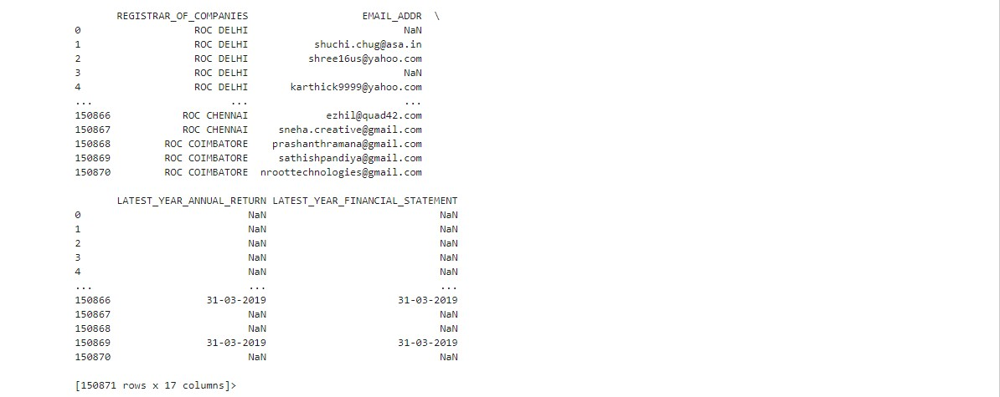 REGISTRAR_OF_COMPANIES EMAIL_ADDR \
0 ROC DELHI NaN
1 ROC DELHI shuchi.chug@asa.in
2 ROC DELHI shree16us@yahoo.com
3 ROC DELHI NaN
4 ROC DELHI karthick9999@yahoo.com
... ... ...
150866 ROC CHENNAI ezhil@quad42.com
150867 ROC CHENNAI sneha.creative@gmail.com
150868 ROC COIMBATORE prashanthramana@gmail.com
150869 ROC COIMBATORE sathishpandiya@gmail.com
150870 ROC COIMBATORE nroottechnologies@gmail.com
LATEST_YEAR_ANNUAL_RETURN LATEST_YEAR_FINANCIAL_STATEMENT
0 NaN NaN
1 NaN NaN
2 NaN NaN
3 NaN NaN
4 NaN NaN
... ... ...
150866 31-03-2019 31-03-2019
150867 NaN NaN
150868 NaN NaN
150869 31-03-2019 31-03-2019
150870 NaN NaN
[150871 rows x 17 columns]>